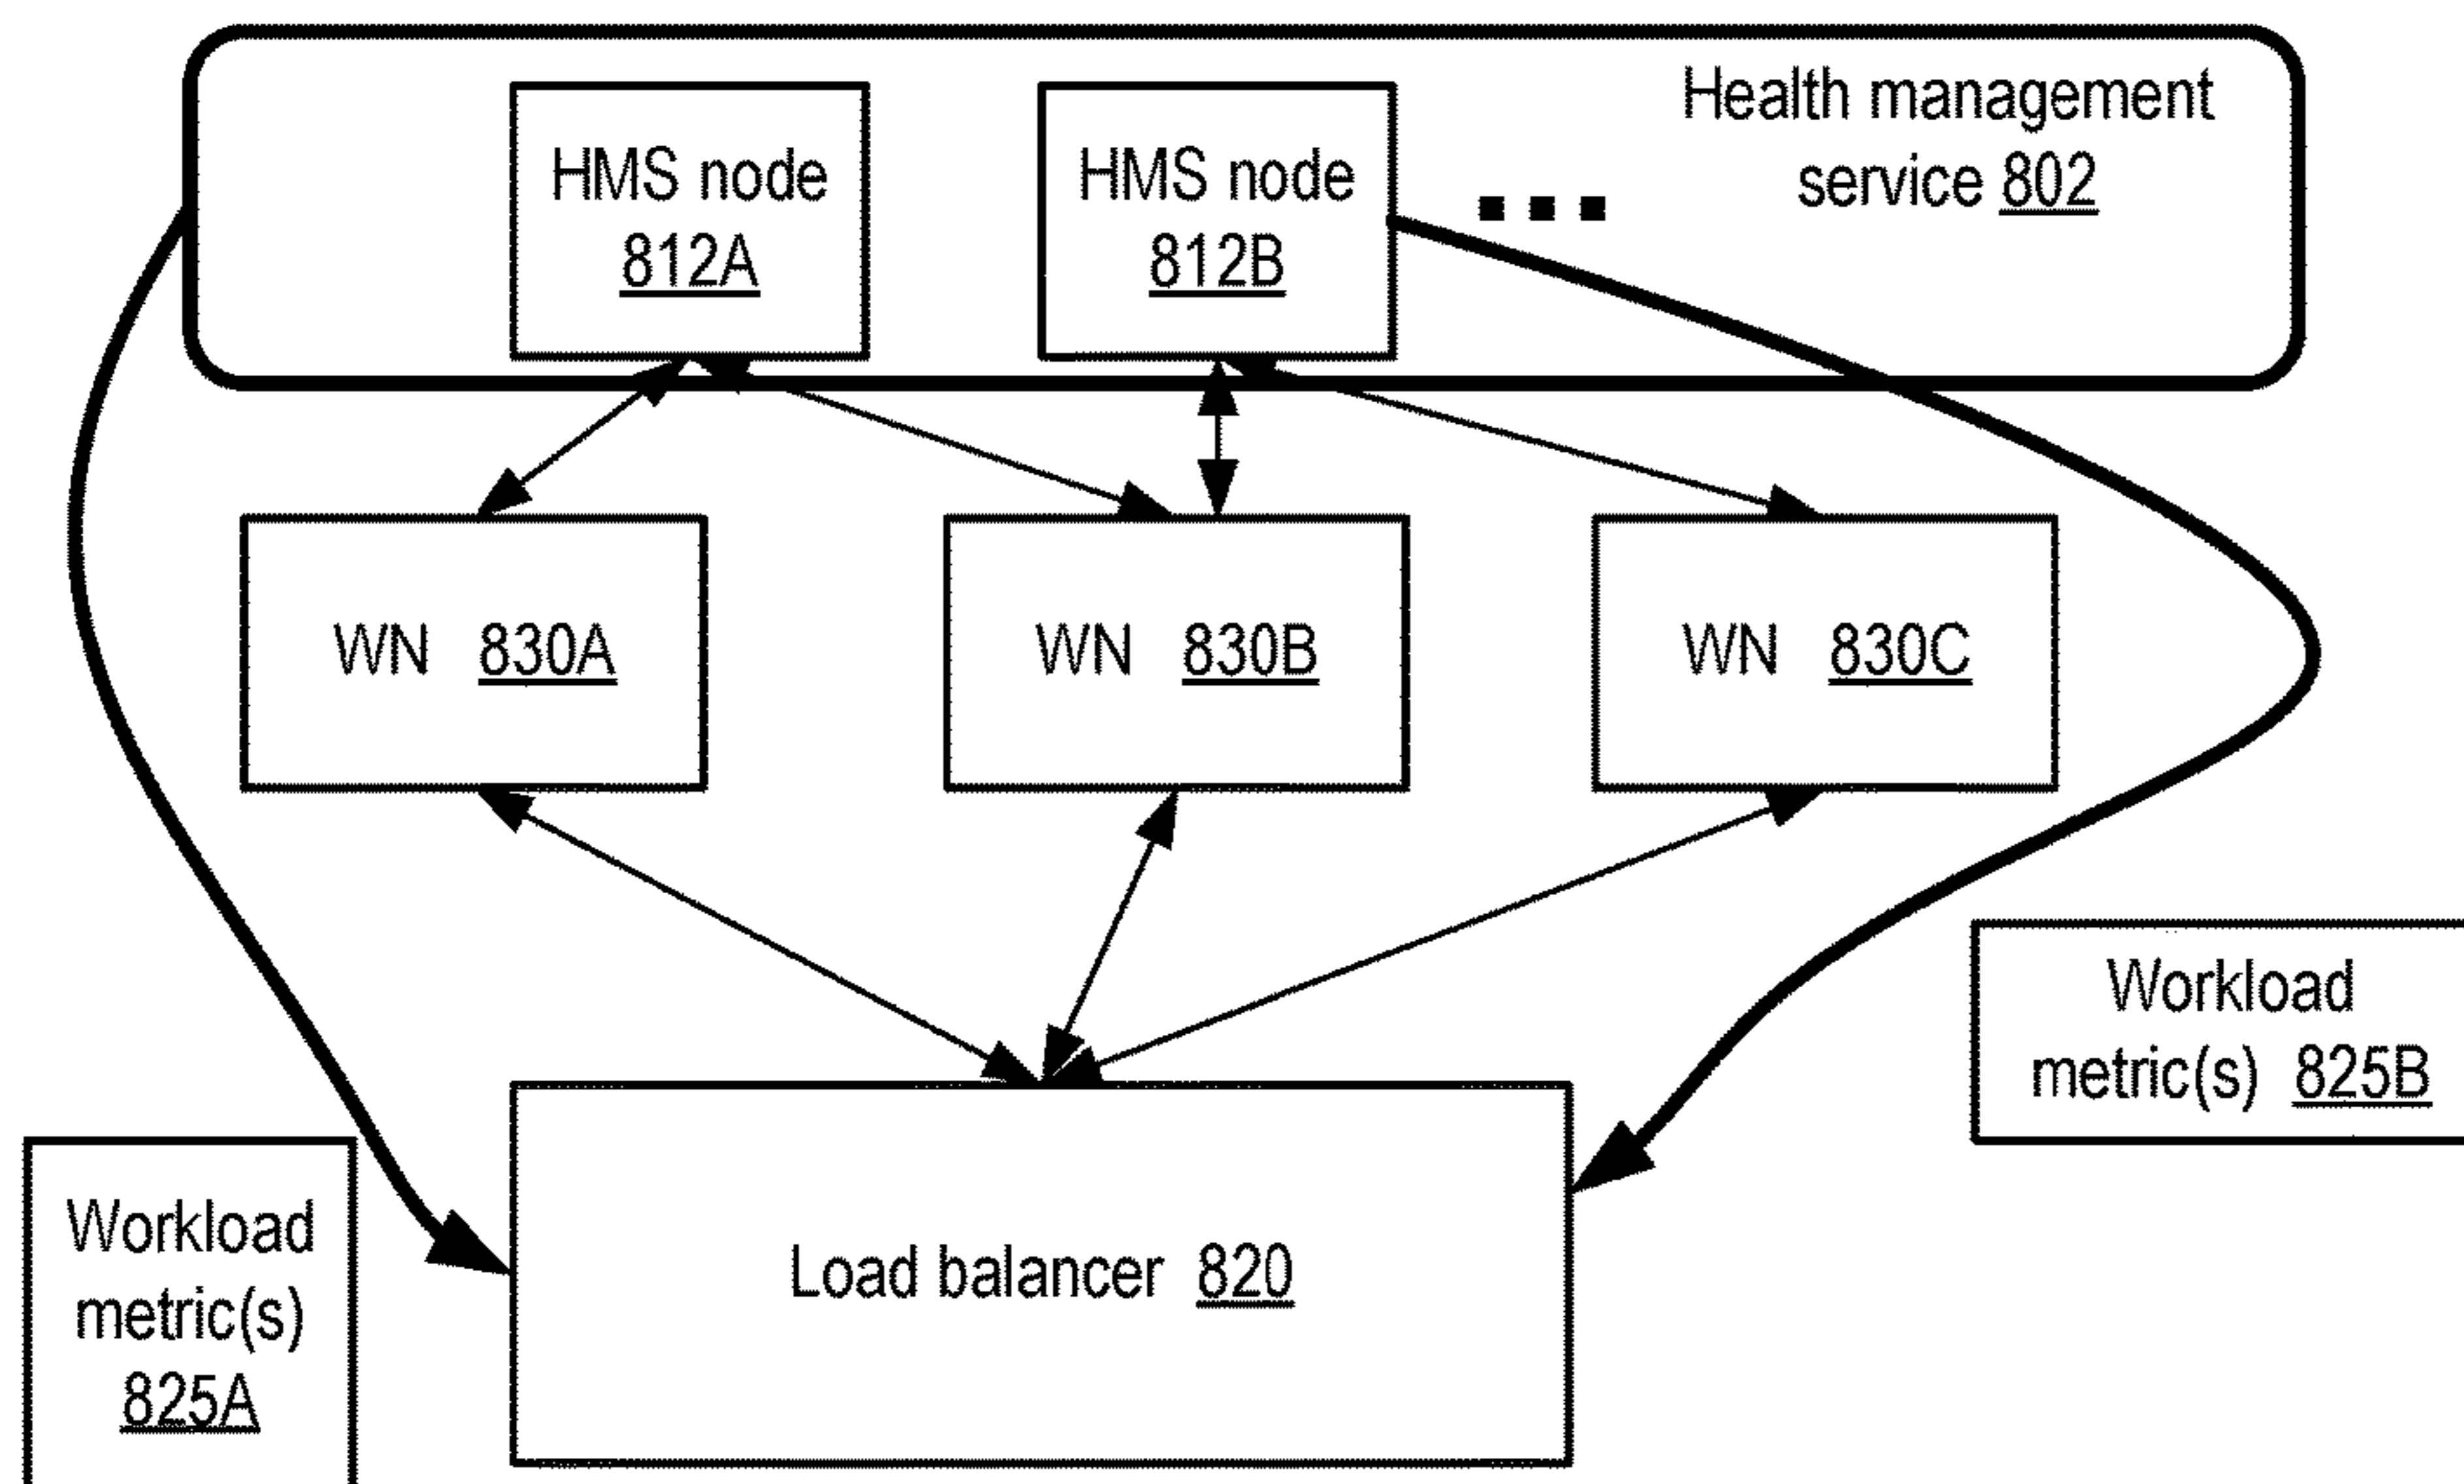 Health management
service 802
HMS node
812A
HMS node
812B
WN 830A
WN 830B
WN 830C
Workload
metric(s) 825B
Workload
metric(s)
825A
Load balancer 820